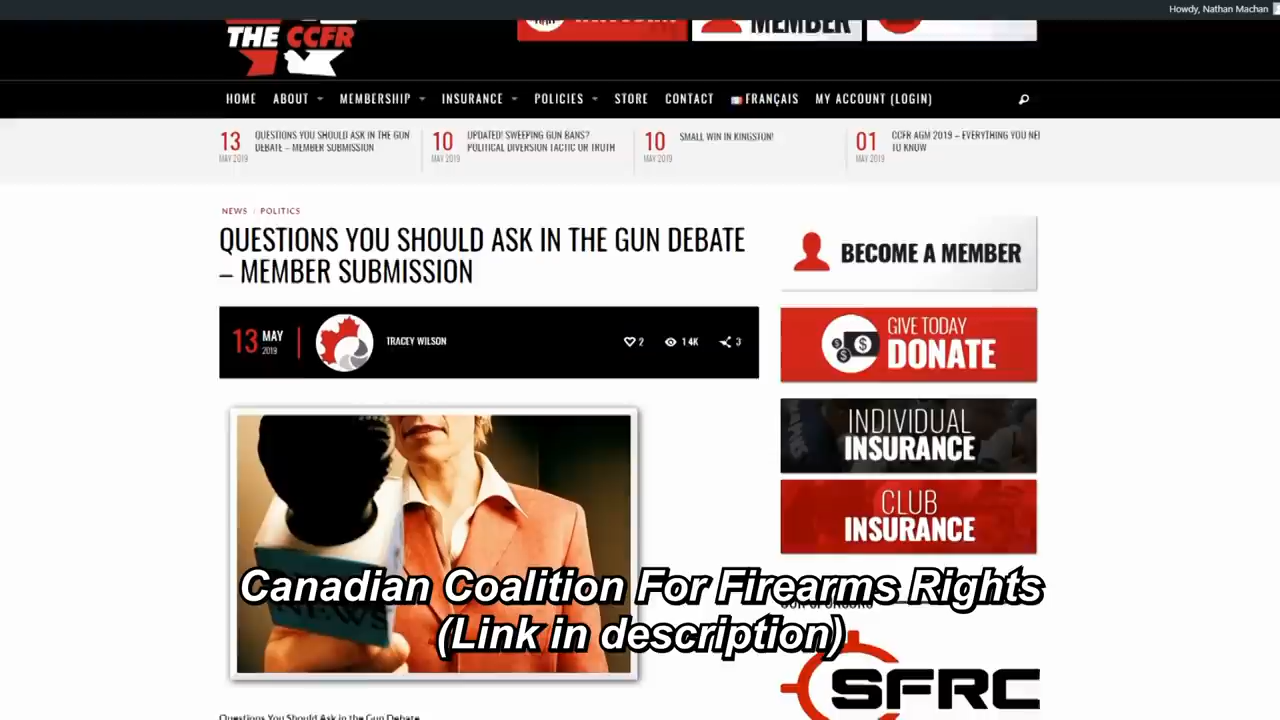 Howdy, Nathan Machan
THE CCFR
MEMBER
HOME ABOUT MEMBERSHIP INSURANCE POLICIES STORE CONTACT FRANÇAIS MY ACCOUNT (LOGIN)
13 MAY 2019
QUESTIONS YOU SHOULD ASK IN THE GUN
DEBATE – MEMBER SUBMISSION
10 MAY 2019
UPDATED! SWEEPING GUN BANS?
POLITICAL DIVERSION TACTIC OR TRUTH
10 MAY 2019
SMALL WIN IN KINGSTON!
01 MAY 2019
CCFR AGM 2019 – EVERYTHING YOU NE
TO KNOW
NEWS / POLITICS
QUESTIONS YOU SHOULD ASK IN THE GUN DEBATE
– MEMBER SUBMISSION
13 MAY 2019
TRACEY WILSON
2 1.4K 3
BECOME A MEMBER
GIVE TODAY
DONATE
INDIVIDUAL
INSURANCE
CLUB
INSURANCE
NEWS
Canadian Coalition For Firearms Rights
(Link in description)
OUR SPONSORS
SFRC
Questions You Should Ask in the Gun Debate